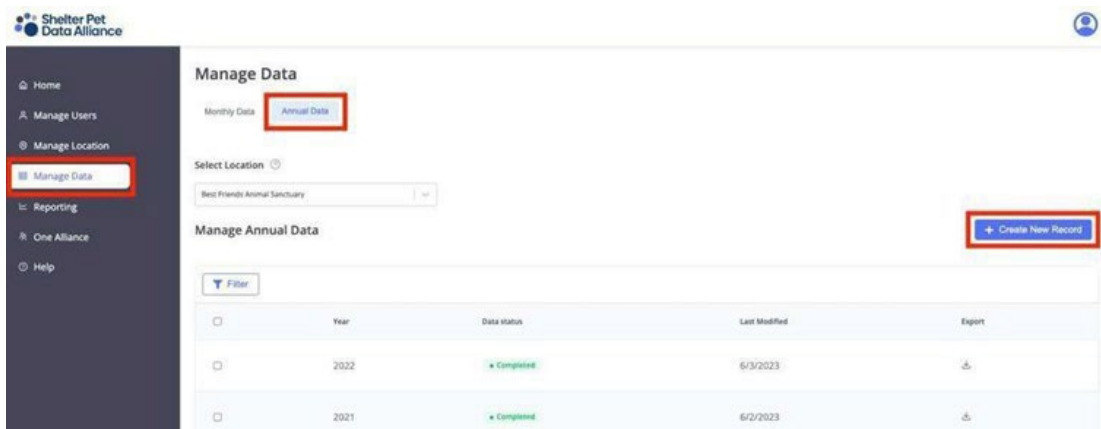 Shelter Pet
Data Alliance
Home
Manage Users
Manage Location
Manage Data
Reporting
One Alliance
Help
Manage Data
Monthly Data Annual Data
Select Location
Best Friends Animal Sanctuary
Manage Annual Data
+ Create New Record
Filter
Year Data status Last Modified Export
2022 Completed 6/3/2023
2021 Completed 6/2/2023